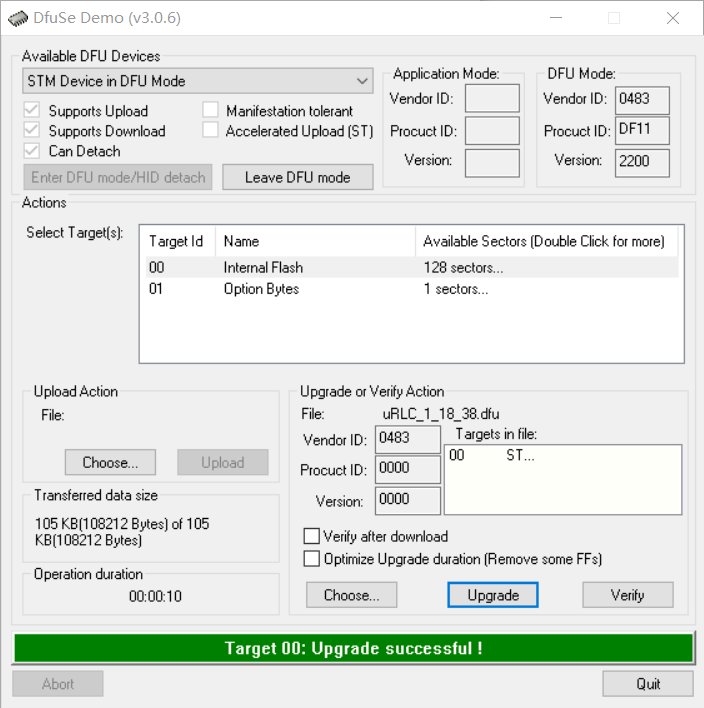 DfuSe Demo (v3.0.6)
Available DFU Devices
STM Device in DFU Mode
Supports Upload
Manifestation tolerant
Supports Download
Accelerated Upload (ST)
Can Detach
Enter DFU mode/HID detach
Leave DFU mode
Application Mode:
Vendor ID:
Procuct ID:
Version:
DFU Mode:
Vendor ID: 0483
Procuct ID: DF11
Version: 2200
Actions
Select Target(s):
Target Id Name Available Sectors (Double Click for more)
00 Internal Flash 128 sectors...
01 Option Bytes 1 sectors...
Upload Action
File:
Choose...
Upload
Transferred data size
105 KB(108212 Bytes) of 105
KB(108212 Bytes)
Operation duration
00:00:10
Upgrade or Verify Action
File: uRLC_1_18_38.dfu
Vendor ID: 0483
Procuct ID: 0000
Version: 0000
Targets in file:
00 ST...
Verify after download
Optimize Upgrade duration (Remove some FFs)
Choose...
Upgrade
Verify
Target 00: Upgrade successful !
Abort
Quit